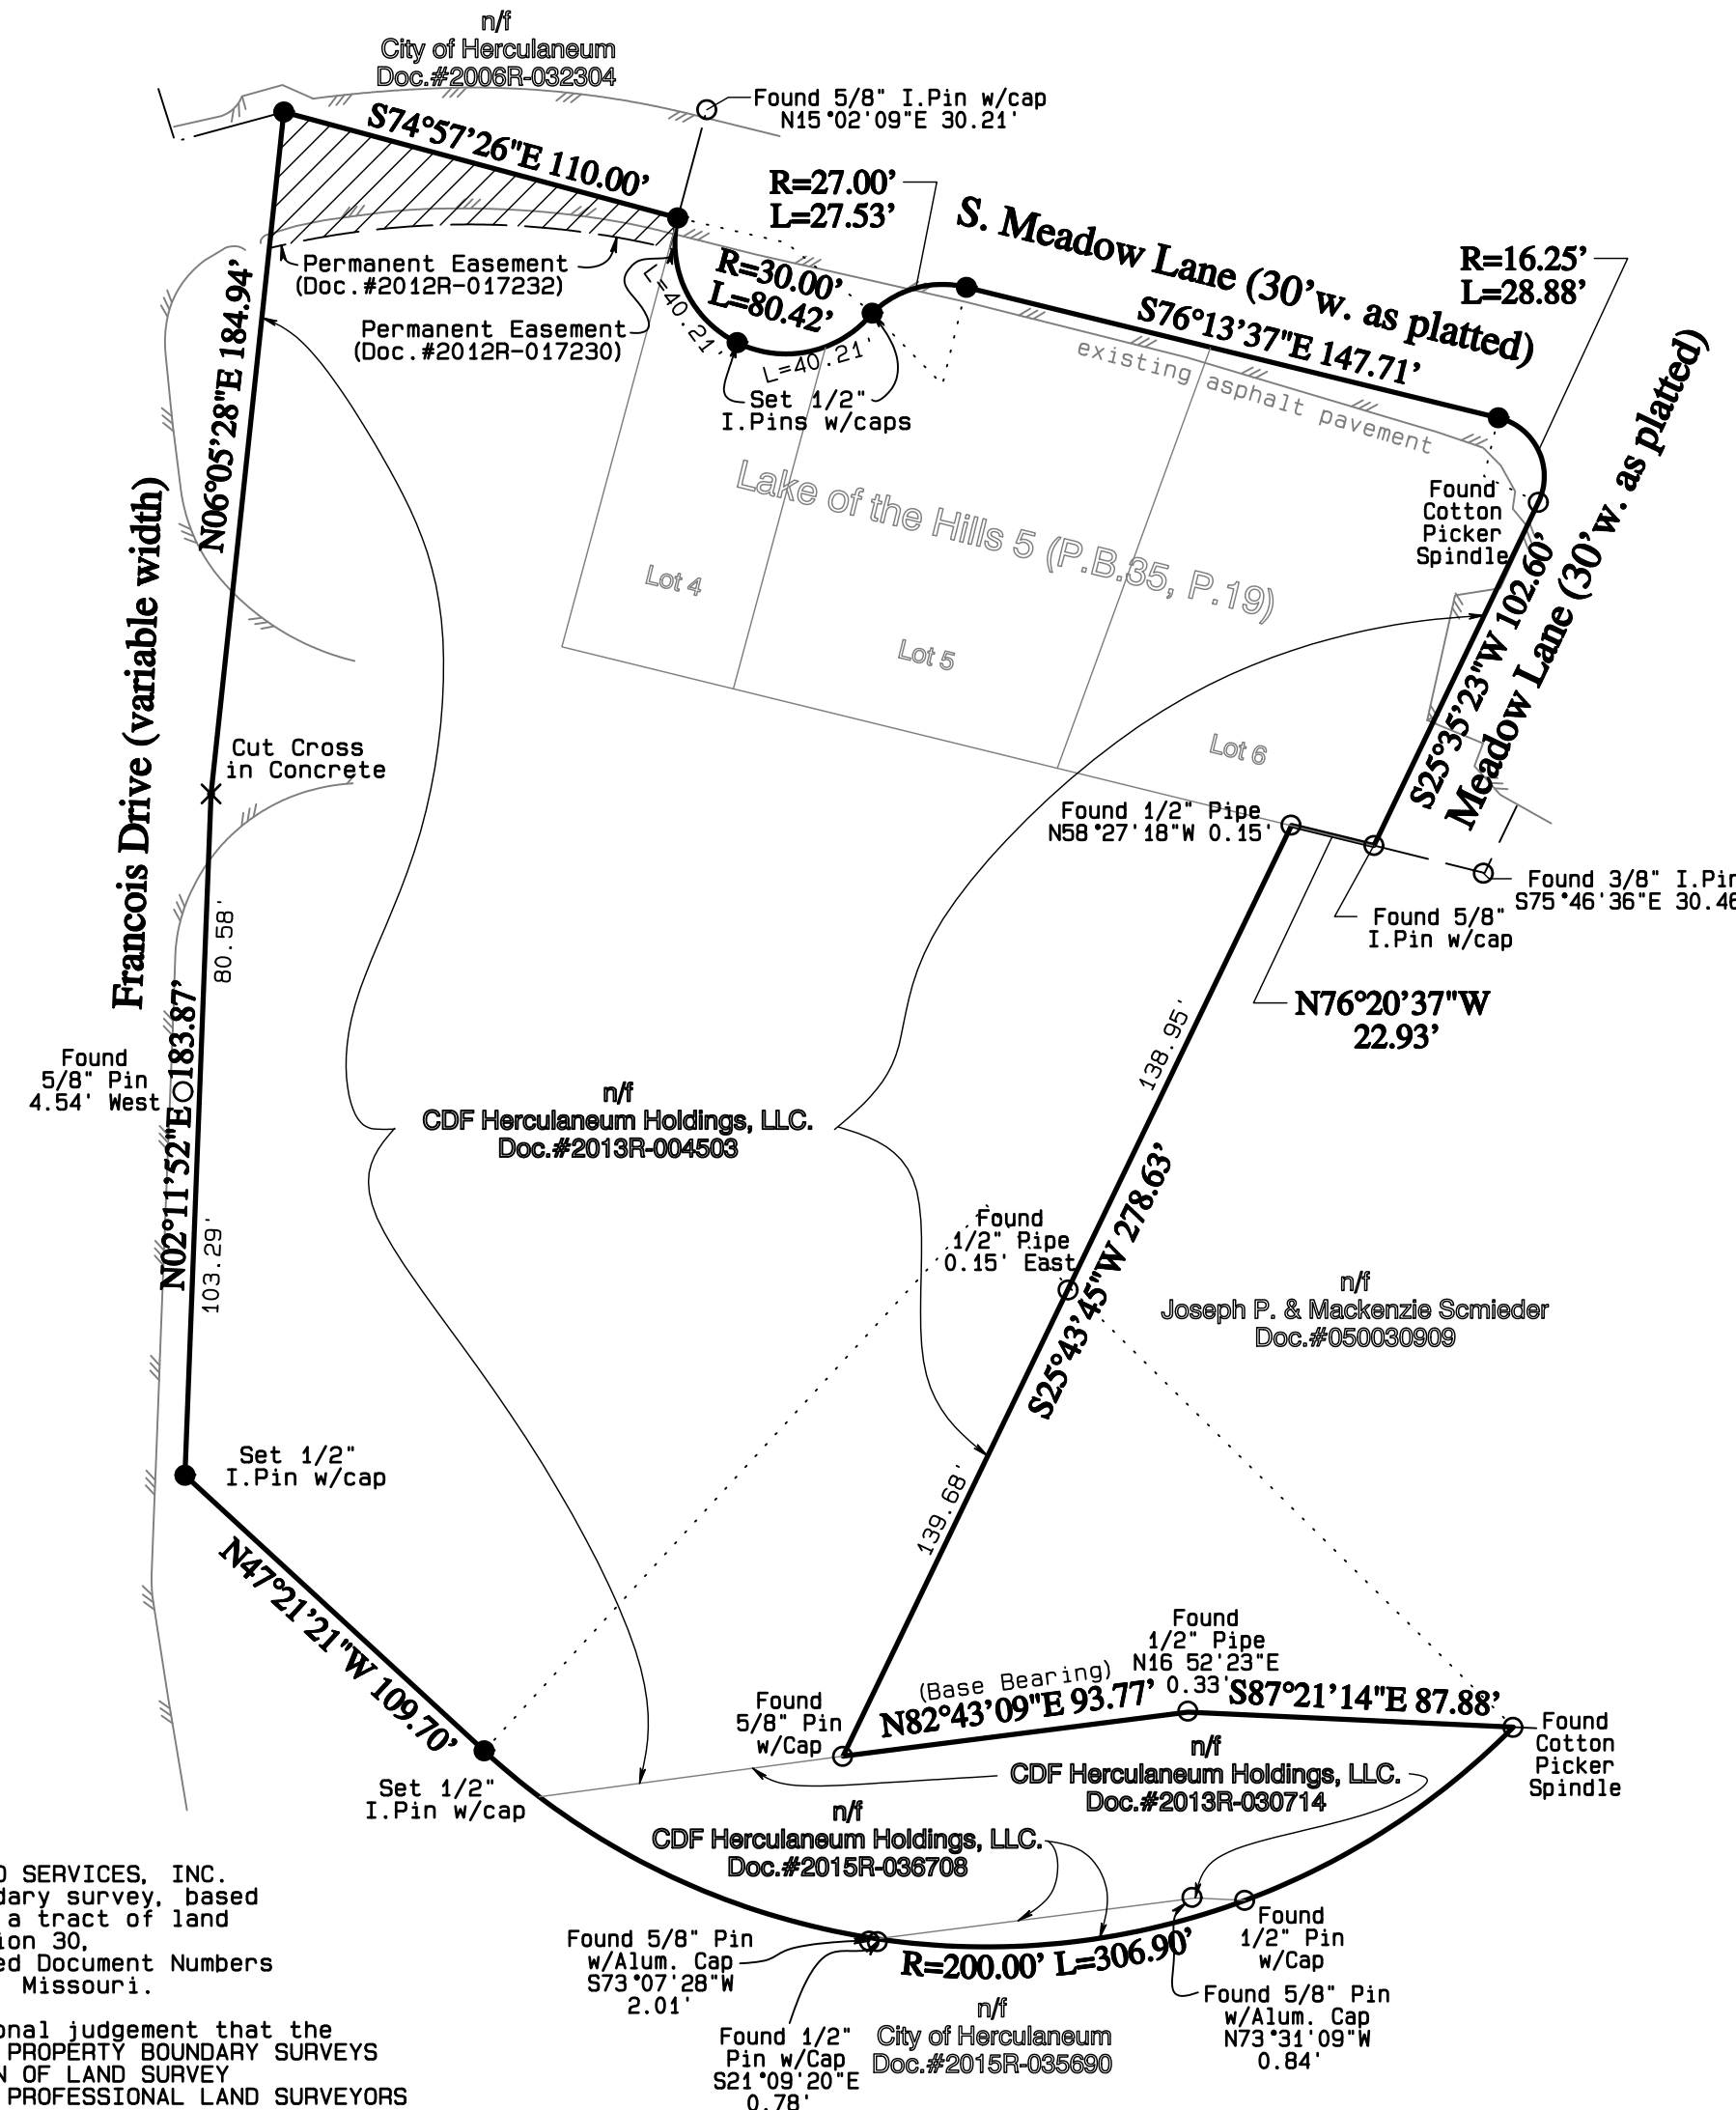 n/f
City of Herculaneum
Doc.#2006R-032304
Found 5/8" I.Pin w/cap
N15°02'09"E 30.21'
S74°57'26"E 110.00'
R=27.00'
L=27.53'
S. Meadow Lane (30'w. as platted)
R=16.25'
L=28.88'
Permanent Easement
(Doc.#2012R-017232)
R=30.00'
L=80.42'
L=40.21'
L=40.21'
S76°13'37"E 147.71'
existing asphalt pavement
Permanent Easement
(Doc.#2012R-017230)
Set 1/2"
I.Pins w/caps
N06°05'28"E 184.94'
Lake of the Hills 5 (P.B.35, P.19)
Lot 4
Lot 5
Lot 6
Found
Cotton
Picker
Spindle
S25°35'23"W 102.60'
Meadow Lane (30'w. as platted)
Francois Drive (variable width)
Cut Cross
in Concrete
Found 1/2" Pipe
N58°27'18"W 0.15'
Found 3/8" I.Pin
S75°46'36"E 30.46
Found 5/8"
I.Pin w/cap
N76°20'37"W
22.93'
80.58'
138.95'
Found
5/8" Pin
4.54' West
N02°11'52"E 183.87'
103.29'
n/f
CDF Herculaneum Holdings, LLC.
Doc.#2013R-004503
Found
1/2" Pipe
0.15' East
S25°43'45"W 278.63'
n/f
Joseph P. & Mackenzie Scmieder
Doc.#050030909
139.68'
Set 1/2"
I.Pin w/cap
N47°21'21"W 109.70'
Set 1/2"
I.Pin w/cap
Found
5/8" Pin
w/Cap
(Base Bearing)
N82°43'09"E 93.77'
Found
1/2" Pipe
N16 52'23"E
0.33'
S87°21'14"E 87.88'
Found
Cotton
Picker
Spindle
n/f
CDF Herculaneum Holdings, LLC.
Doc.#2013R-030714
n/f
CDF Herculaneum Holdings, LLC.
Doc.#2015R-036708
Found 5/8" Pin
w/Alum. Cap
S73°07'28"W
2.01'
R=200.00' L=306.90'
Found
1/2" Pin
w/Cap
Found 5/8" Pin
w/Alum. Cap
N73°31'09"W
0.84'
Found 1/2"
Pin w/Cap
S21°09'20"E
0.78'
n/f
City of Herculaneum
Doc.#2015R-035690
SERVICES, INC.
dary survey, based
a tract of land
ion 30,
ed Document Numbers
Missouri.
onal judgement that the
PROPERTY BOUNDARY SURVEYS
N OF LAND SURVEY
PROFESSIONAL LAND SURVEYORS